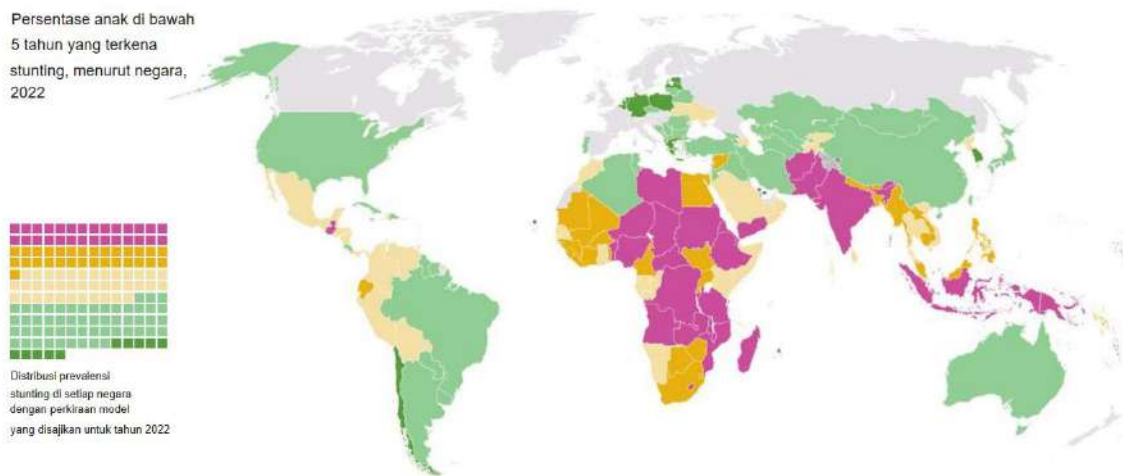 Persentase anak di bawah
5 tahun yang terkena
stunting, menurut negara,
2022
Distribusi prevalensi
stunting di setiap negara
dengan perkiraan model
yang disajikan untuk tahun 2022